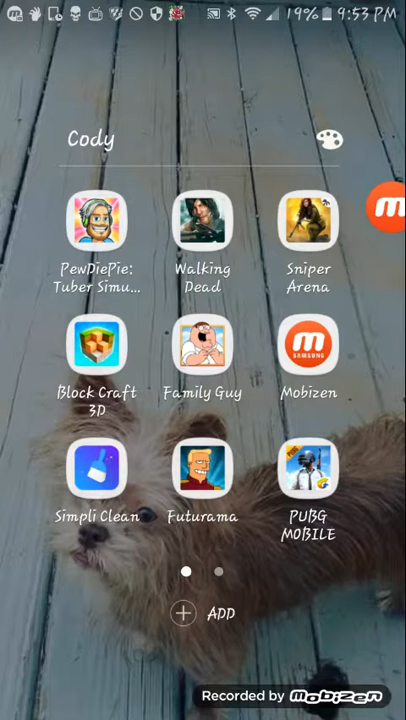 19% 9:53 PM
Cody
PewDiePie:
Tuber Simu...
Walking
Dead
Sniper
Arena
Block Craft
3D
Family Guy
m
SAMSUNG
Mobizen
Simpli Clean
Futurama
PUBG
MOBILE
ADD
Recorded by Mobizen